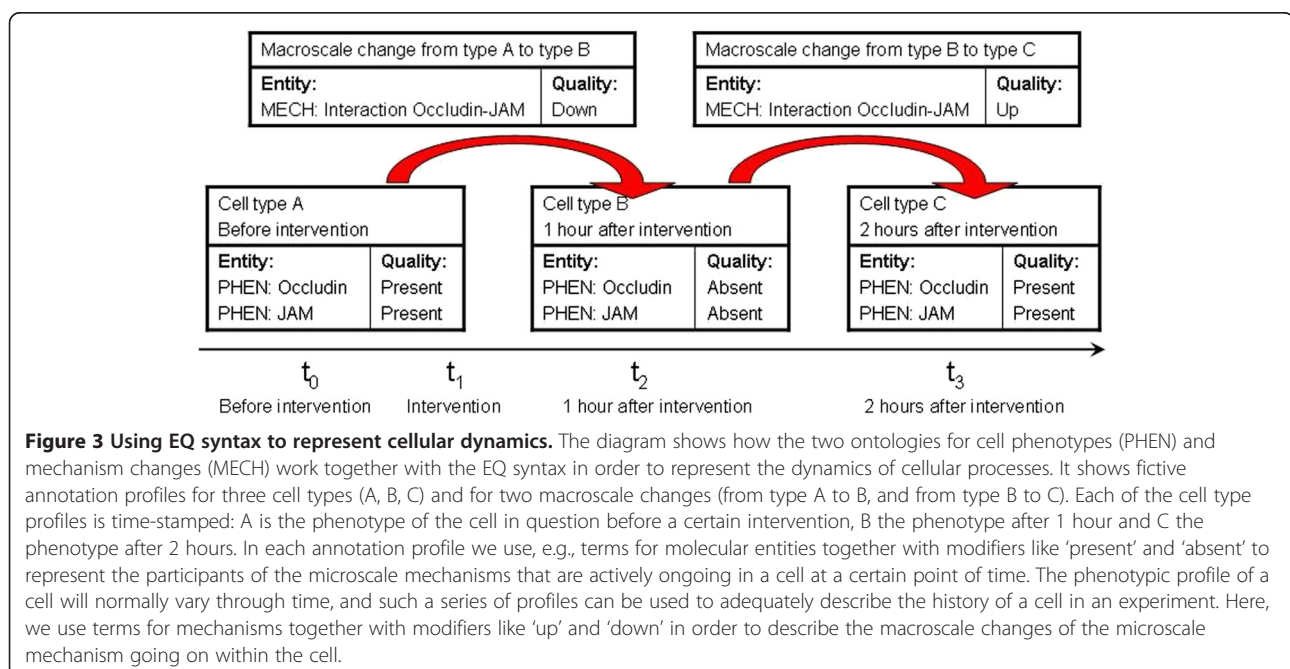 Macroscale change from type A to type B
Entity: Quality:
MECH: Interaction Occludin-JAM Down
Macroscale change from type B to type C
Entity: Quality:
MECH: Interaction Occludin-JAM Up
Cell type A
Before intervention
Entity: Quality:
PHEN: Occludin Present
PHEN: JAM Present
Cell type B
1 hour after intervention
Entity: Quality:
PHEN: Occludin Absent
PHEN: JAM Absent
Cell type C
2 hours after intervention
Entity: Quality:
PHEN: Occludin Present
PHEN: JAM Present
t0 t1 t2 t3
Before intervention Intervention 1 hour after intervention 2 hours after intervention
Figure 3 Using EQ syntax to represent cellular dynamics. The diagram shows how the two ontologies for cell phenotypes (PHEN) and
mechanism changes (MECH) work together with the EQ syntax in order to represent the dynamics of cellular processes. It shows fictive
annotation profiles for three cell types (A, B, C) and for two macroscale changes (from type A to B, and from type B to C). Each of the cell type
profiles is time-stamped: A is the phenotype of the cell in question before a certain intervention, B the phenotype after 1 hour and C the
phenotype after 2 hours. In each annotation profile we use, e.g., terms for molecular entities together with modifiers like ‘present’ and ‘absent’ to
represent the participants of the microscale mechanisms that are actively ongoing in a cell at a certain point of time. The phenotypic profile of a
cell will normally vary through time, and such a series of profiles can be used to adequately describe the history of a cell in an experiment. Here,
we use terms for mechanisms together with modifiers like ‘up’ and ‘down’ in order to describe the macroscale changes of the microscale
mechanism going on within the cell.